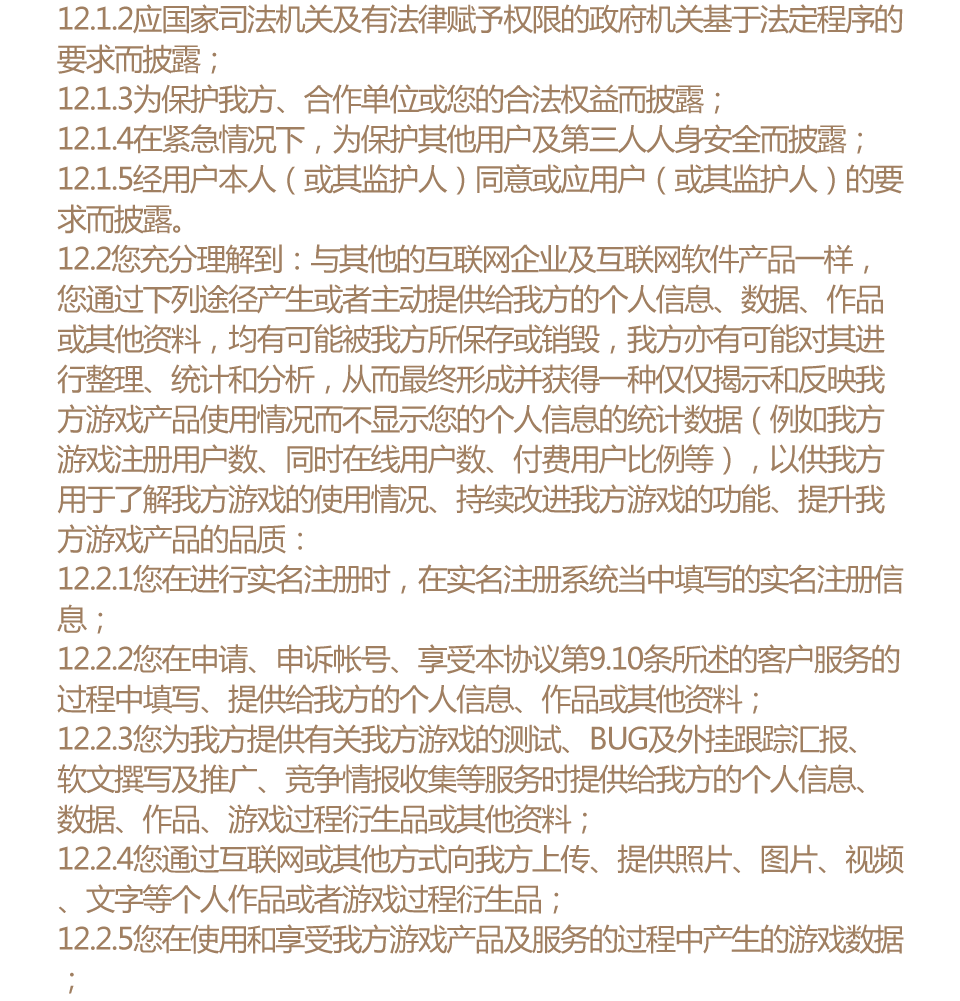 12.1.2应国家司法机关及有法律赋予权限的政府机关基于法定程序的
要求而披露；
12.1.3为保护我方、合作单位或您的合法权益而披露；
12.1.4在紧急情况下，为保护其他用户及第三人人身安全而披露；
12.1.5经用户本人（或其监护人）同意或应用户（或其监护人）的要
求而披露。
12.2您充分理解到：与其他的互联网企业及互联网软件产品一样，
您通过下列途径产生或者主动提供给我方的个人信息、数据、作品
或其他资料，均有可能被我方所保存或销毁，我方亦有可能对其进
行整理、统计和分析，从而最终形成并获得一种仅仅揭示和反映我
方游戏产品使用情况而不显示您的个人信息的统计数据（例如我方
游戏注册用户数、同时在线用户数、付费用户比例等），以供我方
用于了解我方游戏的使用情况、持续改进我方游戏的功能、提升我
方游戏产品的品质：
12.2.1您在进行实名注册时，在实名注册系统当中填写的实名注册信
息；
12.2.2您在申请、申诉帐号、享受本协议第9.10条所述的客户服务的
过程中填写、提供给我方的个人信息、作品或其他资料；
12.2.3您为我方提供有关我方游戏的测试、BUG及外挂跟踪汇报、
软文撰写及推广、竞争情报收集等服务时提供给我方的个人信息、
数据、作品、游戏过程衍生品或其他资料；
12.2.4您通过互联网或其他方式向我方上传、提供照片、图片、视频
、文字等个人作品或者游戏过程衍生品；
12.2.5您在使用和享受我方游戏产品及服务的过程中产生的游戏数据
；